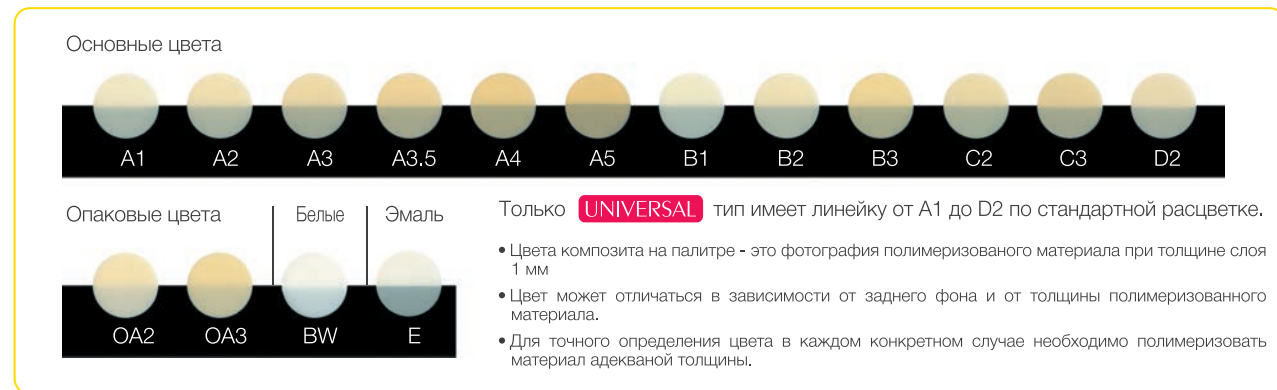 Основные цвета
A1 A2 A3 A3.5 A4 A5 B1 B2 B3 C2 C3 D2
Опаковые цвета Белые Эмаль
OA2 OA3 BW E
Только UNIVERSAL тип имеет линейку от А1 до D2 по стандартной расцветке.
• Цвета композита на палитре - это фотография полимеризованого материала при толщине слоя
1 мм
• Цвет может отличаться в зависимости от заднего фона и от толщины полимеризованного
материала.
• Для точного определения цвета в каждом конкретном случае необходимо полимеризовать
материал адекваной толщины.